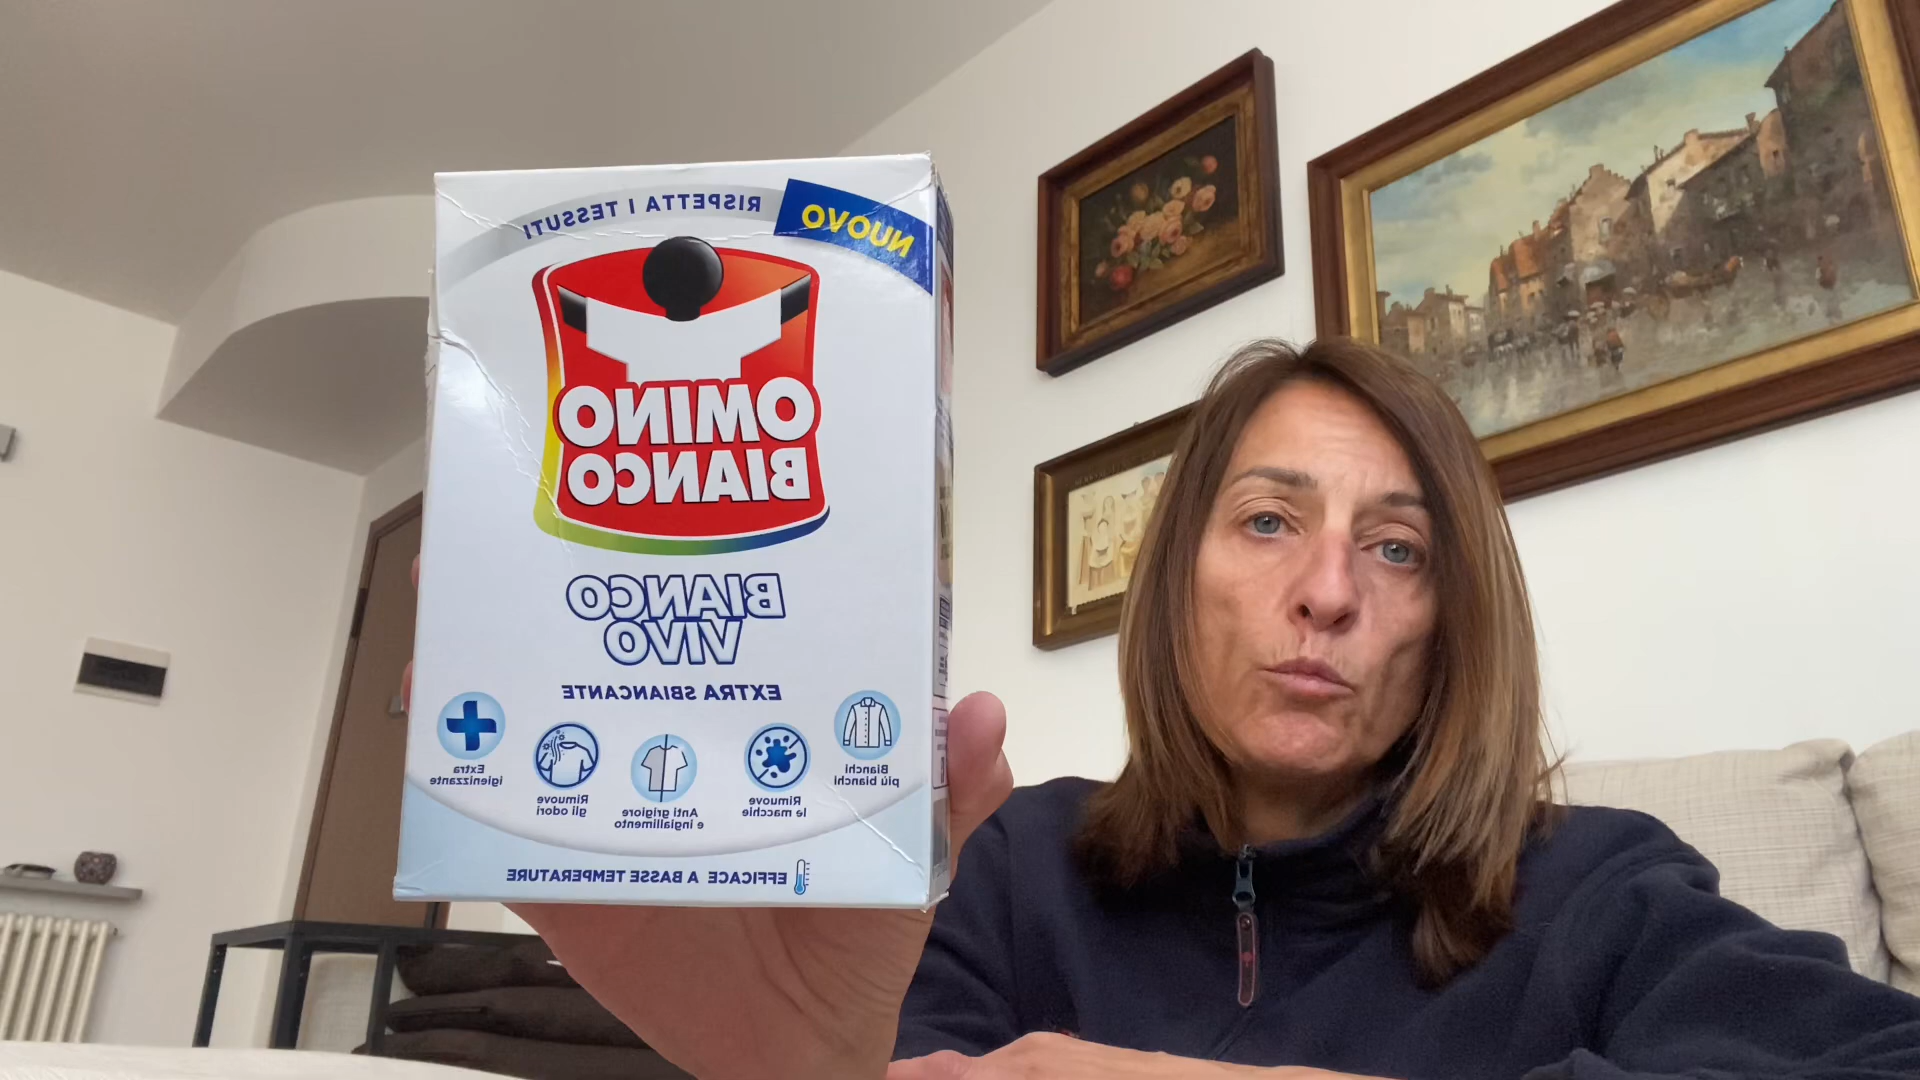 RISPETTA I TESSUTI
NUOVO
OMINO
BIANCO
BIANCO
VIVO
EXTRA SBIANCANTE
Bianchi
più bianchi
Rimuove
le macchie
Anti grigiore
e ingiallimento
Rimuove
gli odori
Extra
igienizzante
EFFICACE A BASSE TEMPERATURE